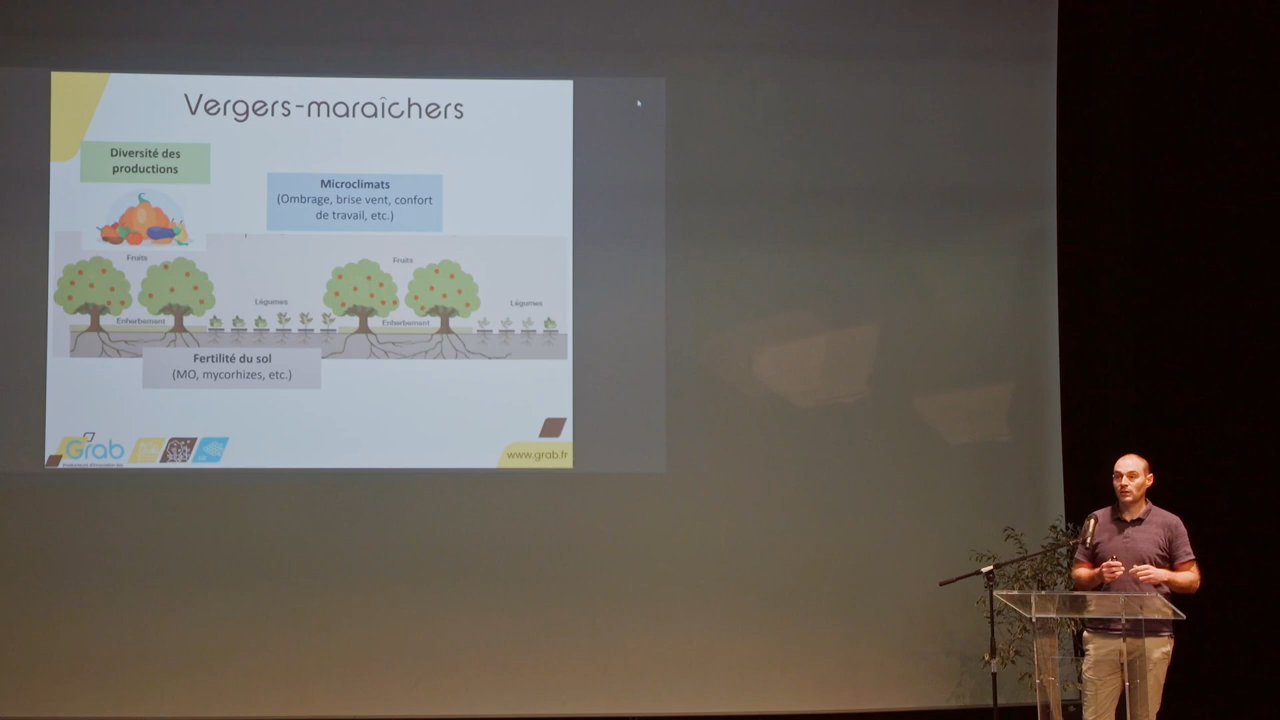 Vergers-maraîchers
Diversité des
productions
Microclimats
(Ombrage, brise vent, confort
de travail, etc.)
Fruits
Fruits
Légumes
Légumes
Enherbement
Enherbement
Fertilité du sol
(MO, mycorhizes, etc.)
Grab
www.grab.fr